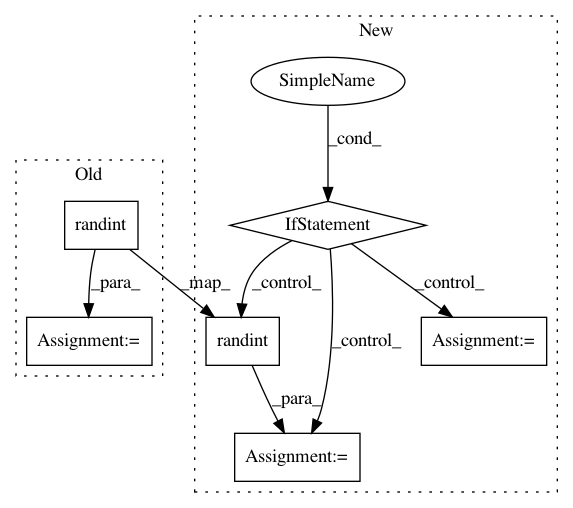 New
SimpleName
_cond_
Old
randint
IfStatement
_para_
_map_
_control_
_control_
Assignment:=
randint
_control_
Assignment:=
_para_
Assignment:=